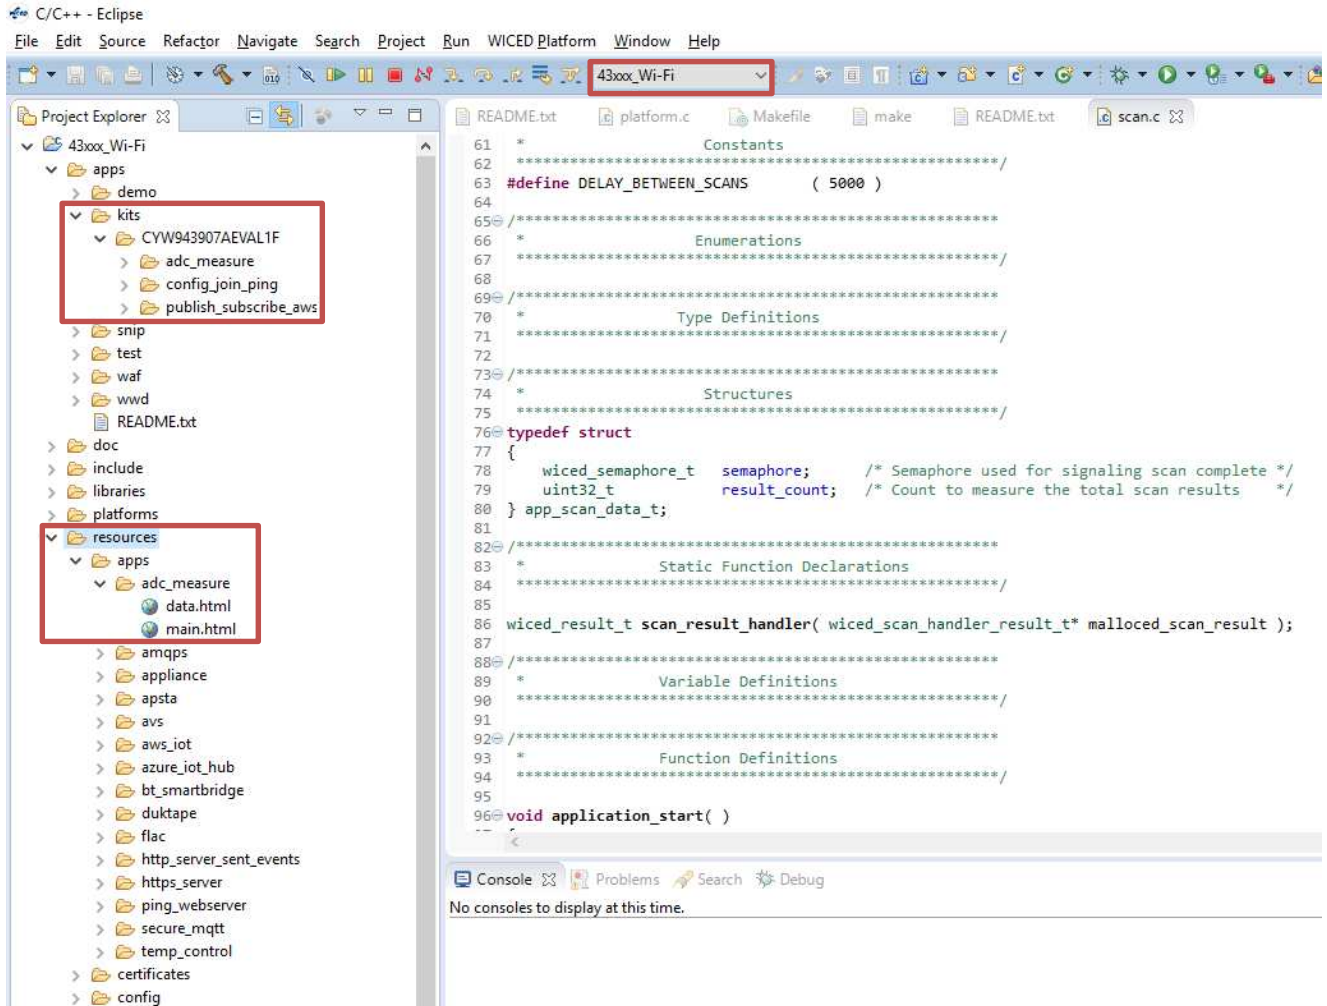 C/C++ - Eclipse
File Edit Source Refactor Navigate Search Project Run WICED Platform Window Help
43xxx_Wi-Fi
Project Explorer
43xxx_Wi-Fi
apps
demo
kits
CYW943907AEVAL1F
adc_measure
config_join_ping
publish_subscribe_aws
snip
test
waf
wwd
README.txt
doc
include
libraries
platforms
resources
apps
adc_measure
data.html
main.html
amqps
appliance
apsta
avs
aws_iot
azure_iot_hub
bt_smartbridge
duktape
flac
http_server_sent_events
https_server
ping_webserver
secure_mqtt
temp_control
certificates
config
README.txt platform.c Makefile make README.txt scan.c
61 * Constants
62 ******************************************************/
63 #define DELAY_BETWEEN_SCANS ( 5000 )
64
65 /******************************************************
66 * Enumerations
67 ******************************************************/
68
69 /******************************************************
70 * Type Definitions
71 ******************************************************/
72
73 /******************************************************
74 * Structures
75 ******************************************************/
76 typedef struct
77 {
78 wiced_semaphore_t semaphore; /* Semaphore used for signaling scan complete */
79 uint32_t result_count; /* Count to measure the total scan results */
80 } app_scan_data_t;
81
82 /******************************************************
83 * Static Function Declarations
84 ******************************************************/
85
86 wiced_result_t scan_result_handler( wiced_scan_handler_result_t* malloced_scan_result );
87
88 /******************************************************
89 * Variable Definitions
90 ******************************************************/
91
92 /******************************************************
93 * Function Definitions
94 ******************************************************/
95
96 void application_start( )
Console Problems Search Debug
No consoles to display at this time.